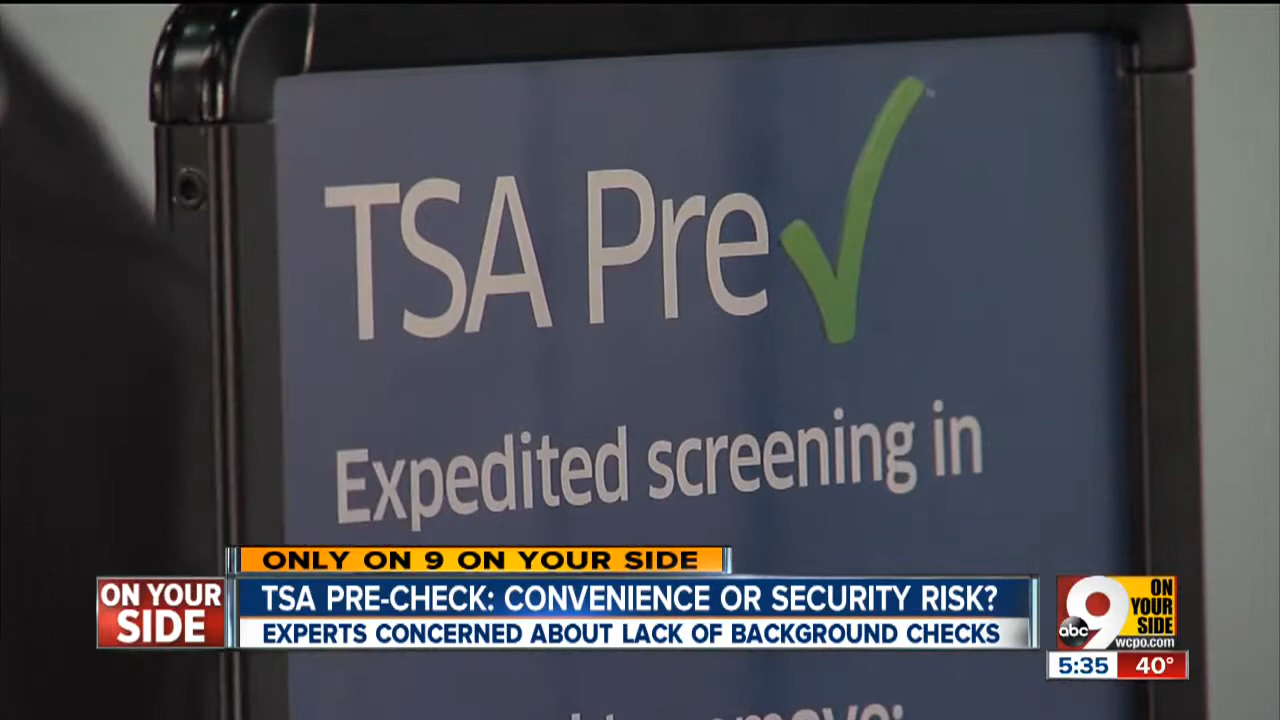 TSA Pre✓
Expedited screening in
ONLY ON 9 ON YOUR SIDE
ON YOUR SIDE
TSA PRE-CHECK: CONVENIENCE OR SECURITY RISK?
EXPERTS CONCERNED ABOUT LACK OF BACKGROUND CHECKS
abc 9 ON YOUR SIDE
wcpo.com
5:35 40°